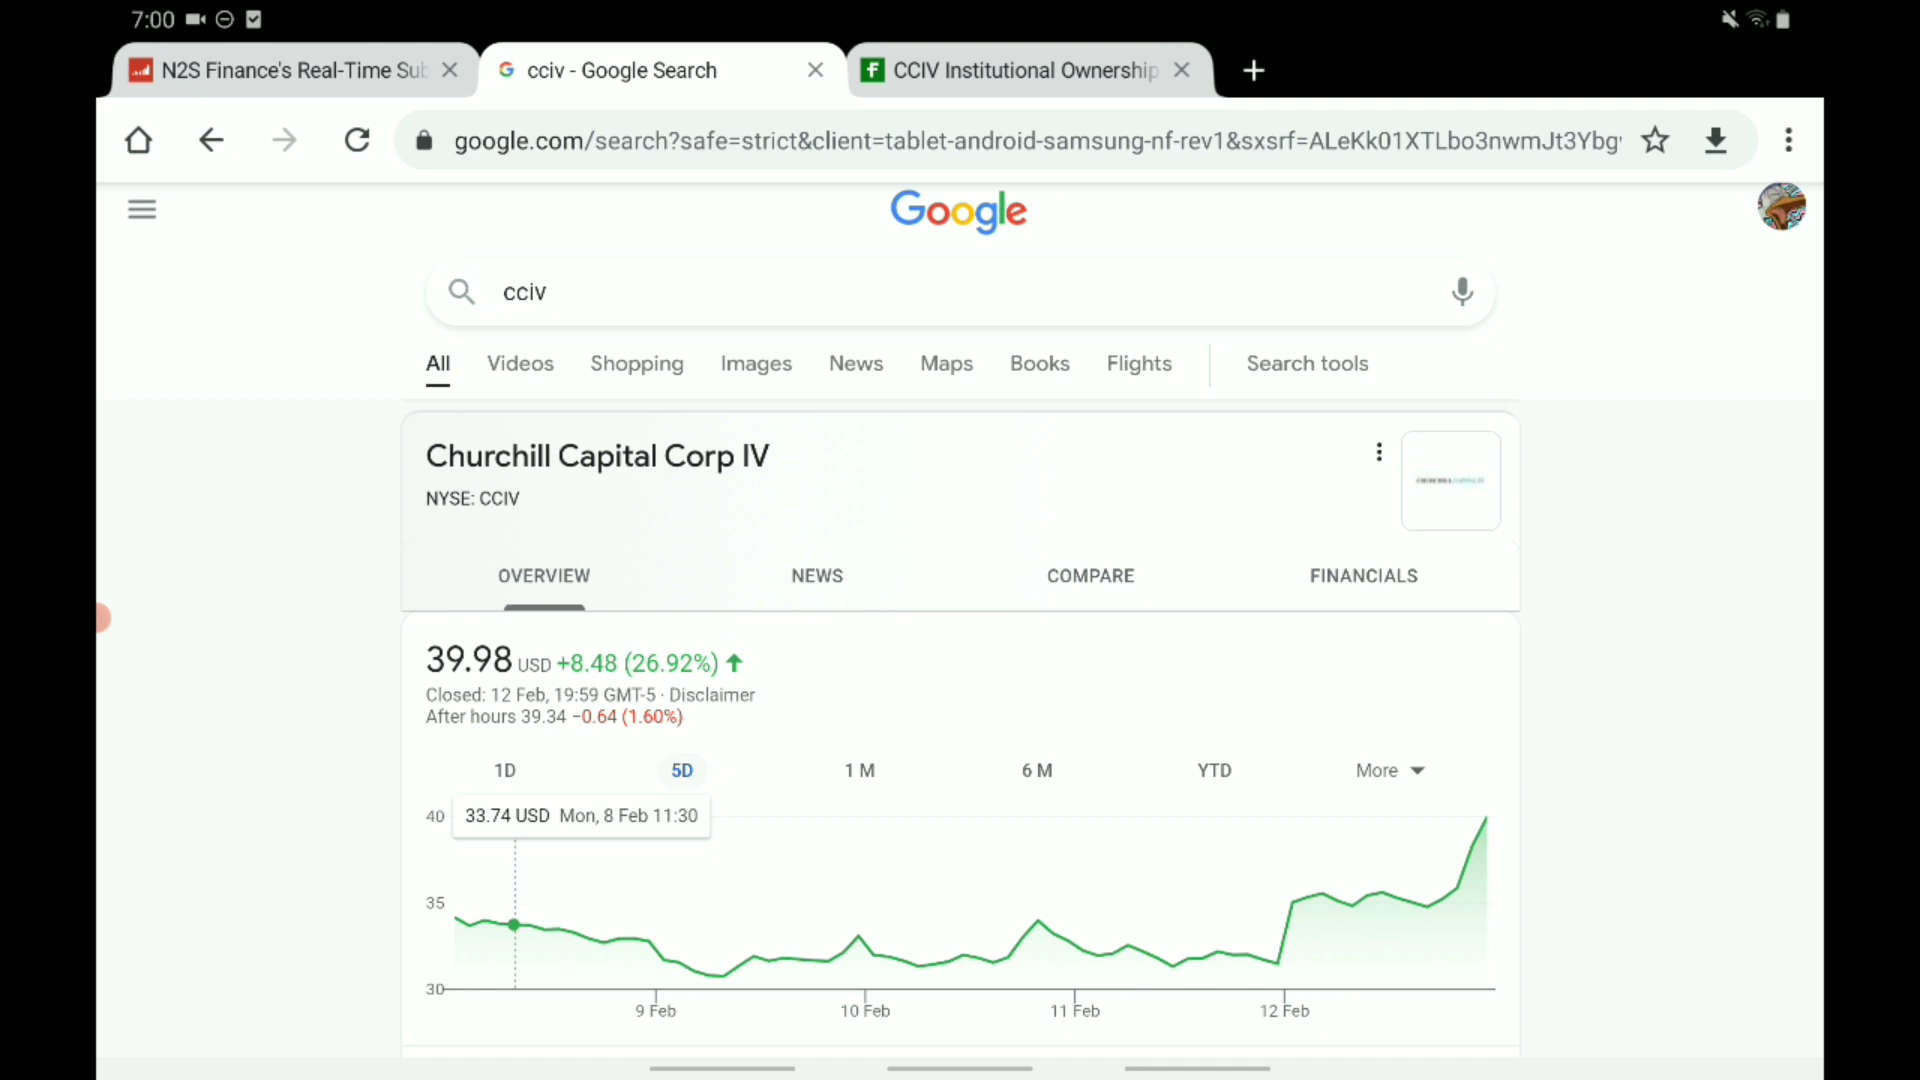 7:00
N2S Finance's Real-Time Sub
cciv - Google Search
CCIV Institutional Ownership
google.com/search?safe=strict&client=tablet-android-samsung-nf-rev1&sxsrf=ALeKk01XTLbo3nwmJt3Ybg
Google
cciv
All Videos Shopping Images News Maps Books Flights Search tools
Churchill Capital Corp IV
NYSE: CCIV
CHURCHILL CAPITAL
OVERVIEW NEWS COMPARE FINANCIALS
39.98 USD +8.48 (26.92%)
Closed: 12 Feb, 19:59 GMT-5 · Disclaimer
After hours 39.34 −0.64 (1.60%)
1D 5D 1 M 6 M YTD More
40
33.74 USD Mon, 8 Feb 11:30
35
30
9 Feb 10 Feb 11 Feb 12 Feb